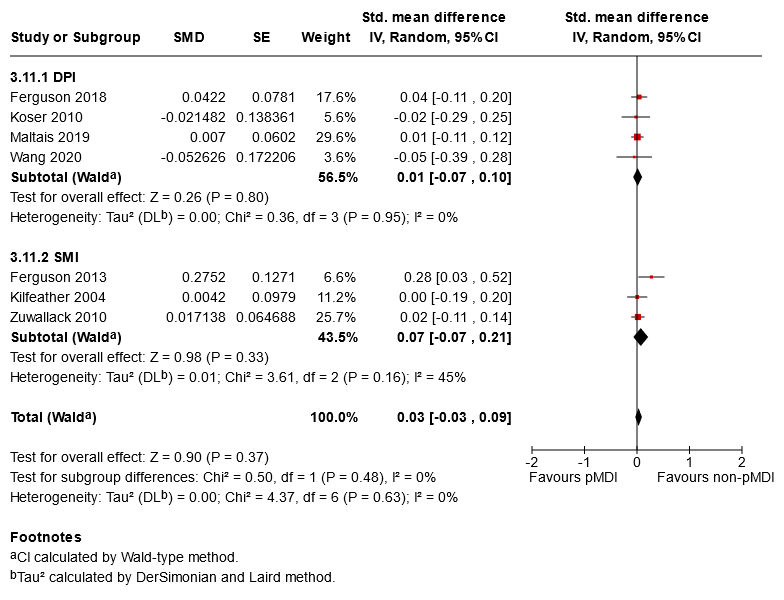 Std. mean difference Std. mean difference
Study or Subgroup SMD SE Weight IV, Random, 95% CI IV, Random, 95% CI
3.11.1 DPI
Ferguson 2018 0.0422 0.0781 17.6% 0.04 [-0.11 , 0.20]
Koser 2010 -0.021482 0.138361 5.6% -0.02 [-0.29 , 0.25]
Maltais 2019 0.007 0.0602 29.6% 0.01 [-0.11 , 0.12]
Wang 2020 -0.052626 0.172206 3.6% -0.05 [-0.39 , 0.28]
Subtotal (Waldᵃ) 56.5% 0.01 [-0.07 , 0.10]
Test for overall effect: Z = 0.26 (P = 0.80)
Heterogeneity: Tau² (DLᵇ) = 0.00; Chi² = 0.36, df = 3 (P = 0.95); I² = 0%
3.11.2 SMI
Ferguson 2013 0.2752 0.1271 6.6% 0.28 [0.03 , 0.52]
Kilfeather 2004 0.0042 0.0979 11.2% 0.00 [-0.19 , 0.20]
Zuwallack 2010 0.017138 0.064688 25.7% 0.02 [-0.11 , 0.14]
Subtotal (Waldᵃ) 43.5% 0.07 [-0.07 , 0.21]
Test for overall effect: Z = 0.98 (P = 0.33)
Heterogeneity: Tau² (DLᵇ) = 0.01; Chi² = 3.61, df = 2 (P = 0.16); I² = 45%
Total (Waldᵃ) 100.0% 0.03 [-0.03 , 0.09]
Test for overall effect: Z = 0.90 (P = 0.37)
Test for subgroup differences: Chi² = 0.50, df = 1 (P = 0.48), I² = 0%
Heterogeneity: Tau² (DLᵇ) = 0.00; Chi² = 4.37, df = 6 (P = 0.63); I² = 0%
-2 -1 0 1 2
Favours pMDI Favours non-pMDI
Footnotes
ᵃCI calculated by Wald-type method.
ᵇTau² calculated by DerSimonian and Laird method.